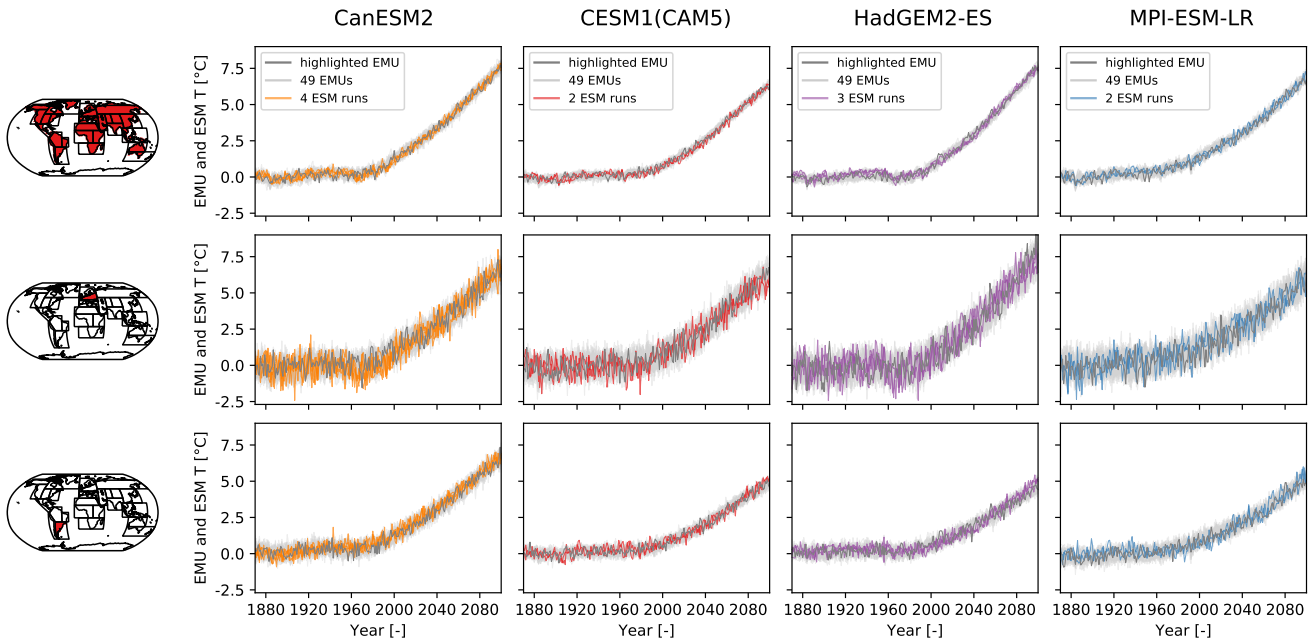 CanESM2 CESM1(CAM5) HadGEM2-ES MPI-ESM-LR
EMU and ESM T [°C]
7.5
5.0
2.5
0.0
-2.5
highlighted EMU
49 EMUs
4 ESM runs
highlighted EMU
49 EMUs
2 ESM runs
highlighted EMU
49 EMUs
3 ESM runs
highlighted EMU
49 EMUs
2 ESM runs
EMU and ESM T [°C]
7.5
5.0
2.5
0.0
-2.5
EMU and ESM T [°C]
7.5
5.0
2.5
0.0
-2.5
1880 1920 1960 2000 2040 2080 1880 1920 1960 2000 2040 2080 1880 1920 1960 2000 2040 2080 1880 1920 1960 2000 2040 2080
Year [-] Year [-] Year [-] Year [-]